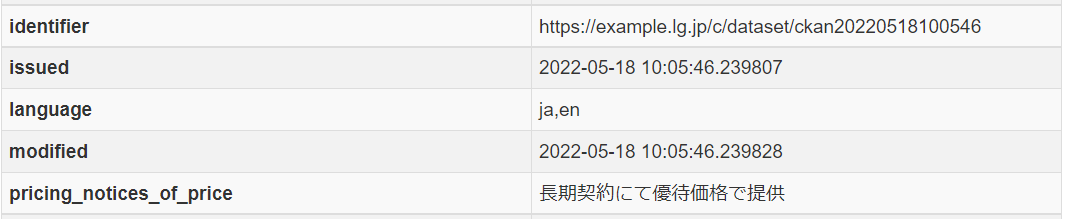 identifier https://example.lg.jp/c/dataset/ckan20220518100546
issued 2022-05-18 10:05:46.239807
language ja,en
modified 2022-05-18 10:05:46.239828
pricing_notices_of_price 長期契約にて優待価格で提供